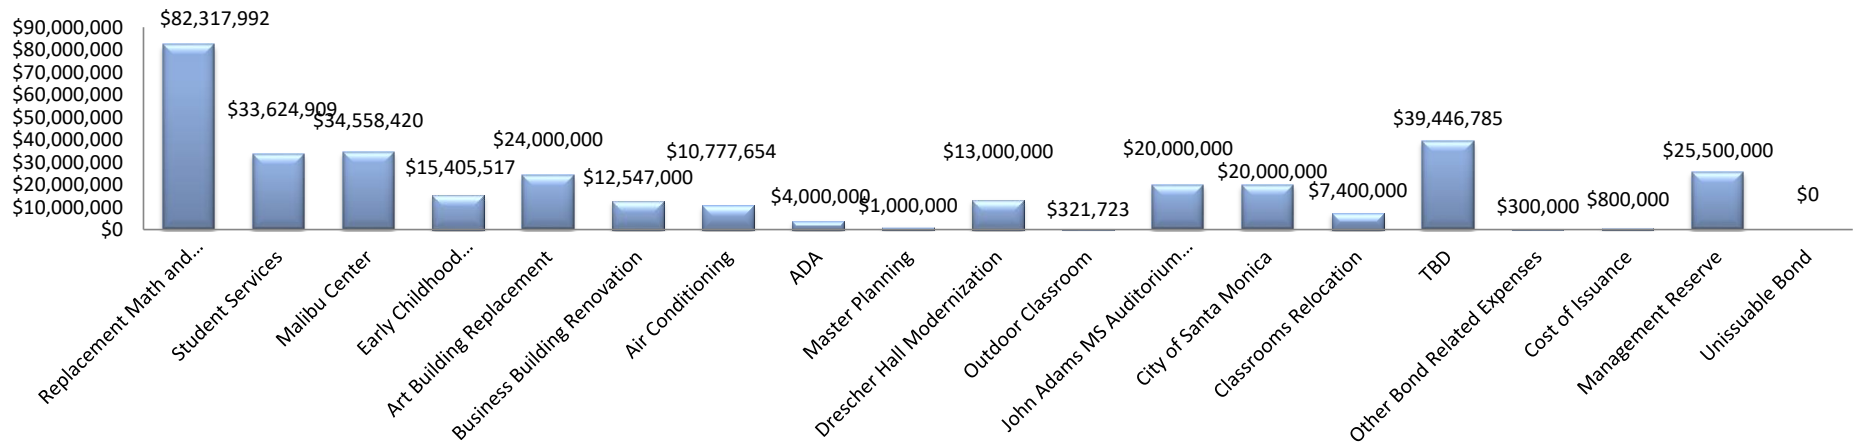 $90,000,000
$80,000,000
$70,000,000
$60,000,000
$50,000,000
$40,000,000
$30,000,000
$20,000,000
$10,000,000
$0
$82,317,992
$33,624,909
$34,558,420
$15,405,517
$24,000,000
$12,547,000
$10,777,654
$4,000,000
$1,000,000
$13,000,000
$321,723
$20,000,000
$20,000,000
$7,400,000
$39,446,785
$300,000
$800,000
$25,500,000
$0
Replacement Math and...
Student Services
Malibu Center
Early Childhood...
Art Building Replacement
Business Building Renovation
Air Conditioning
ADA
Master Planning
Drescher Hall Modernization
Outdoor Classroom
John Adams MS Auditorium...
City of Santa Monica
Classrooms Relocation
TBD
Other Bond Related Expenses
Cost of Issuance
Management Reserve
Unissuable Bond